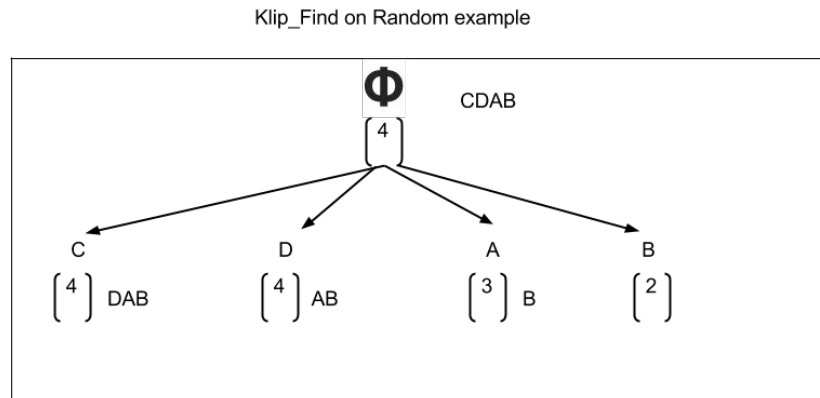 Klip_Find on Random example
Φ
CDAB
4
C
D
A
B
4
DAB
4
AB
3
B
2